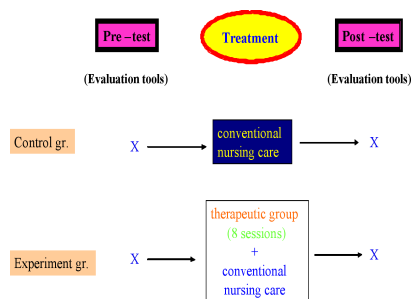 Pre –test
Treatment
Post –test
(Evaluation tools)
(Evaluation tools)
Control gr.
X
conventional
nursing care
X
Experiment gr.
X
therapeutic group
(8 sessions)
+
conventional
nursing care
X